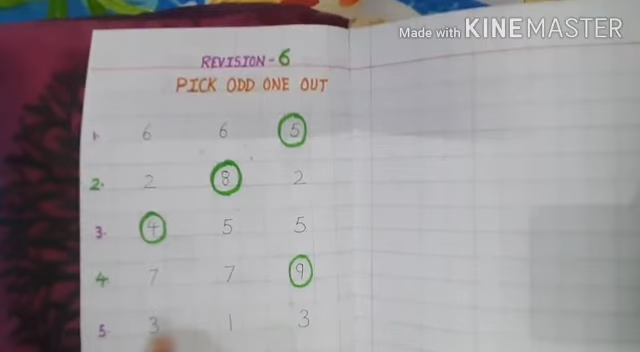 Made with KINEMASTER
REVISION - 6
PICK ODD ONE OUT
1. 6 6 5
2. 2 8 2
3. 4 5 5
4. 7 7 9
5. 3 1 3